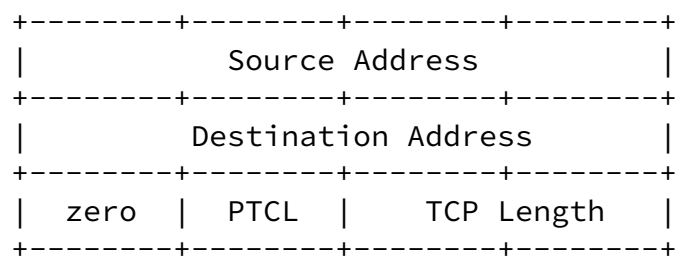 +--------+--------+--------+--------+
|           Source Address          |
+--------+--------+--------+--------+
|         Destination Address       |
+--------+--------+--------+--------+
|  zero  |  PTCL  |    TCP Length   |
+--------+--------+--------+--------+